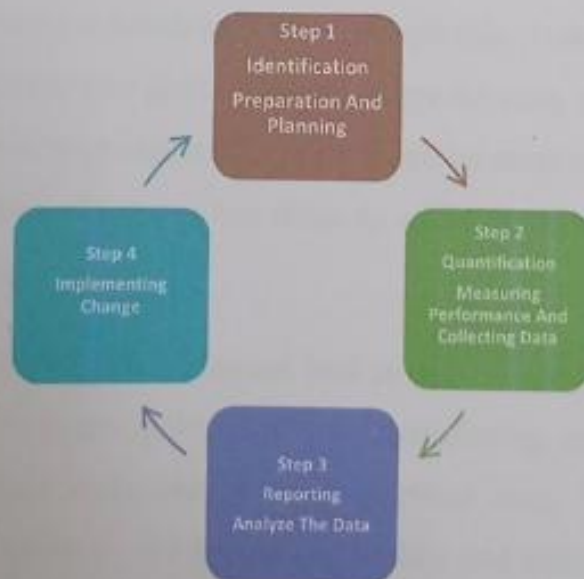 Step 1
Identification
Preparation And
Planning
Step 2
Quantification
Measuring
Performance And
Collecting Data
Step 3
Reporting
Analyze The Data
Step 4
Implementing
Change